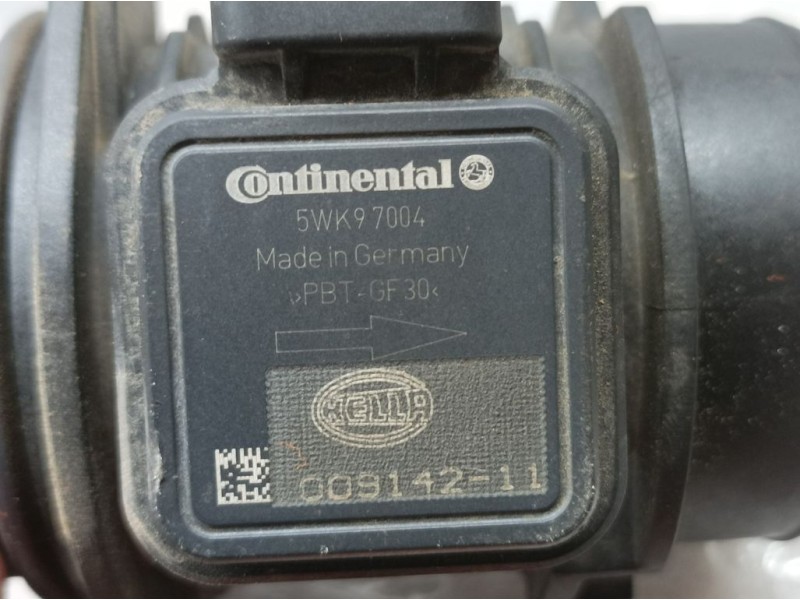 Continental
5WK9 7004
Made in Germany
>PBT-GF30<
HELLA
009142-11